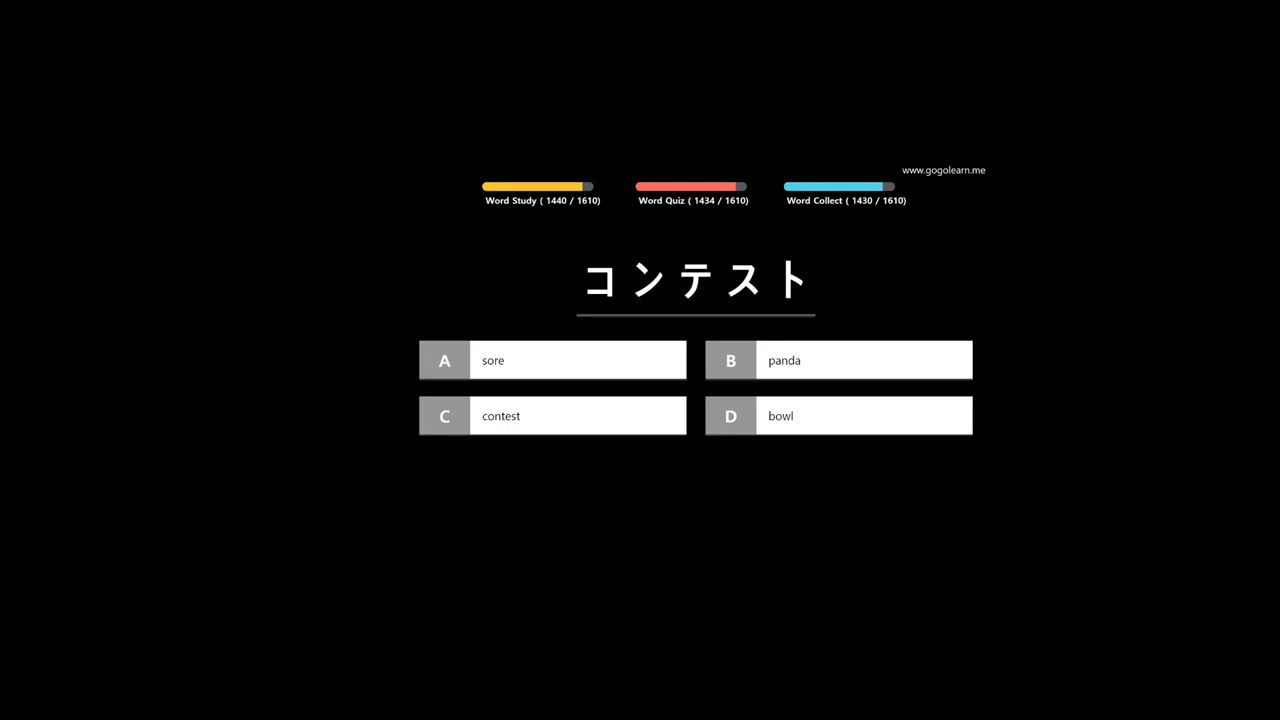 www.gogolearn.me
Word Study ( 1440 / 1610)
Word Quiz ( 1434 / 1610)
Word Collect ( 1430 / 1610)
コンテスト
A sore
B panda
C contest
D bowl